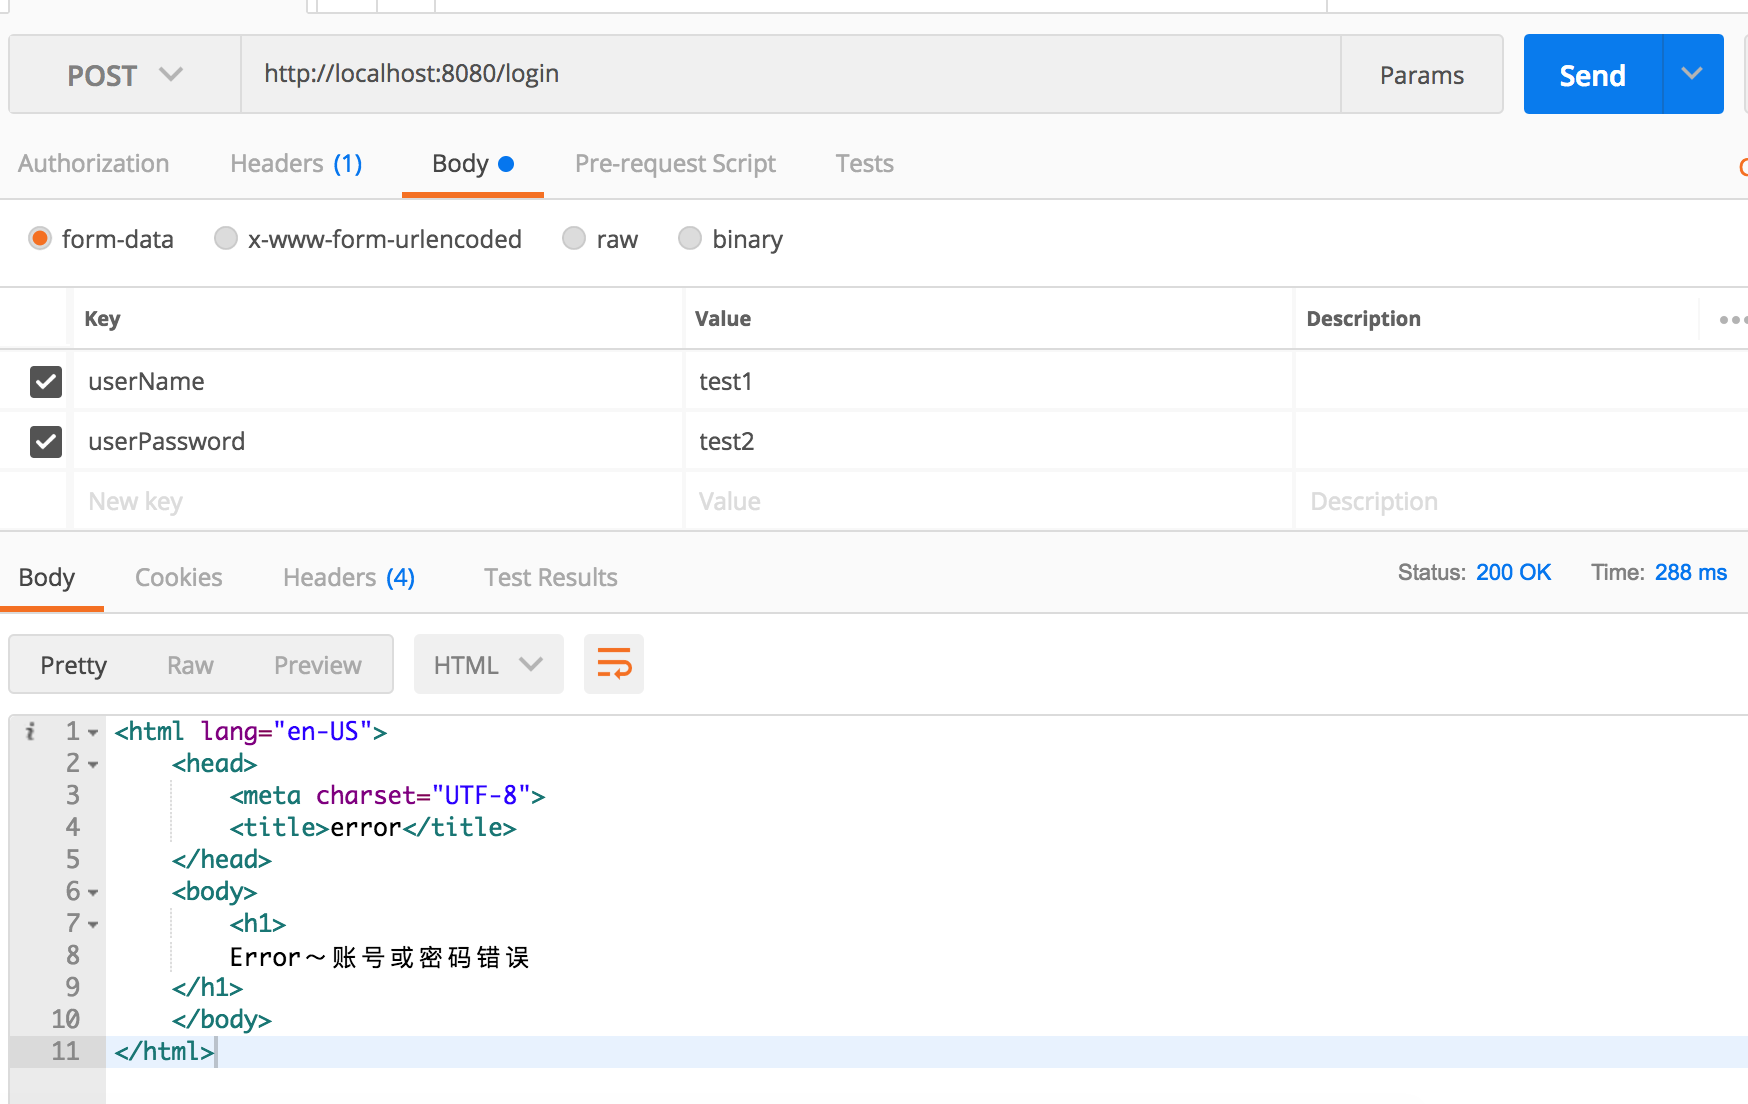 POST http://localhost:8080/login Params Send
Authorization Headers (1) Body Pre-request Script Tests
form-data x-www-form-urlencoded raw binary
Key Value Description
userName test1
userPassword test2
New key Value Description
Body Cookies Headers (4) Test Results Status: 200 OK Time: 288 ms
Pretty Raw Preview HTML
i 1 <html lang="en-US">
2 <head>
3 <meta charset="UTF-8">
4 <title>error</title>
5 </head>
6 <body>
7 <h1>
8 Error～账号或密码错误
9 </h1>
10 </body>
11 </html>